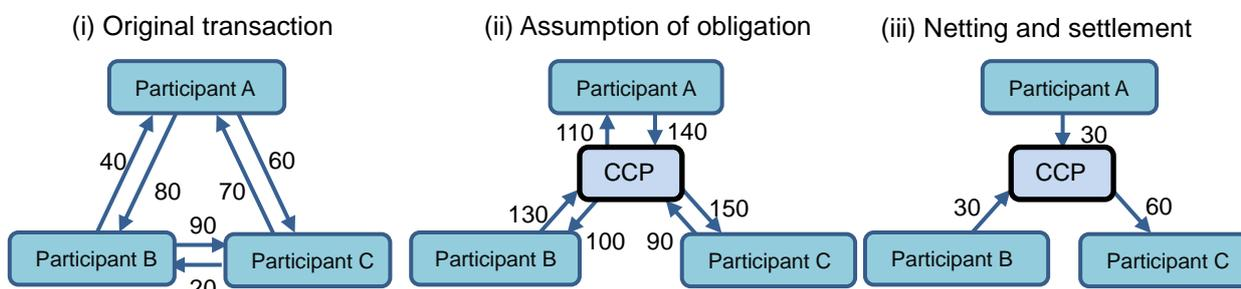 (i) Original transaction
(ii) Assumption of obligation
(iii) Netting and settlement
Participant A
40
80
70
60
90
20
Participant B
Participant C
Participant A
110
140
CCP
130
100
90
150
Participant B
Participant C
Participant A
30
CCP
30
60
Participant B
Participant C